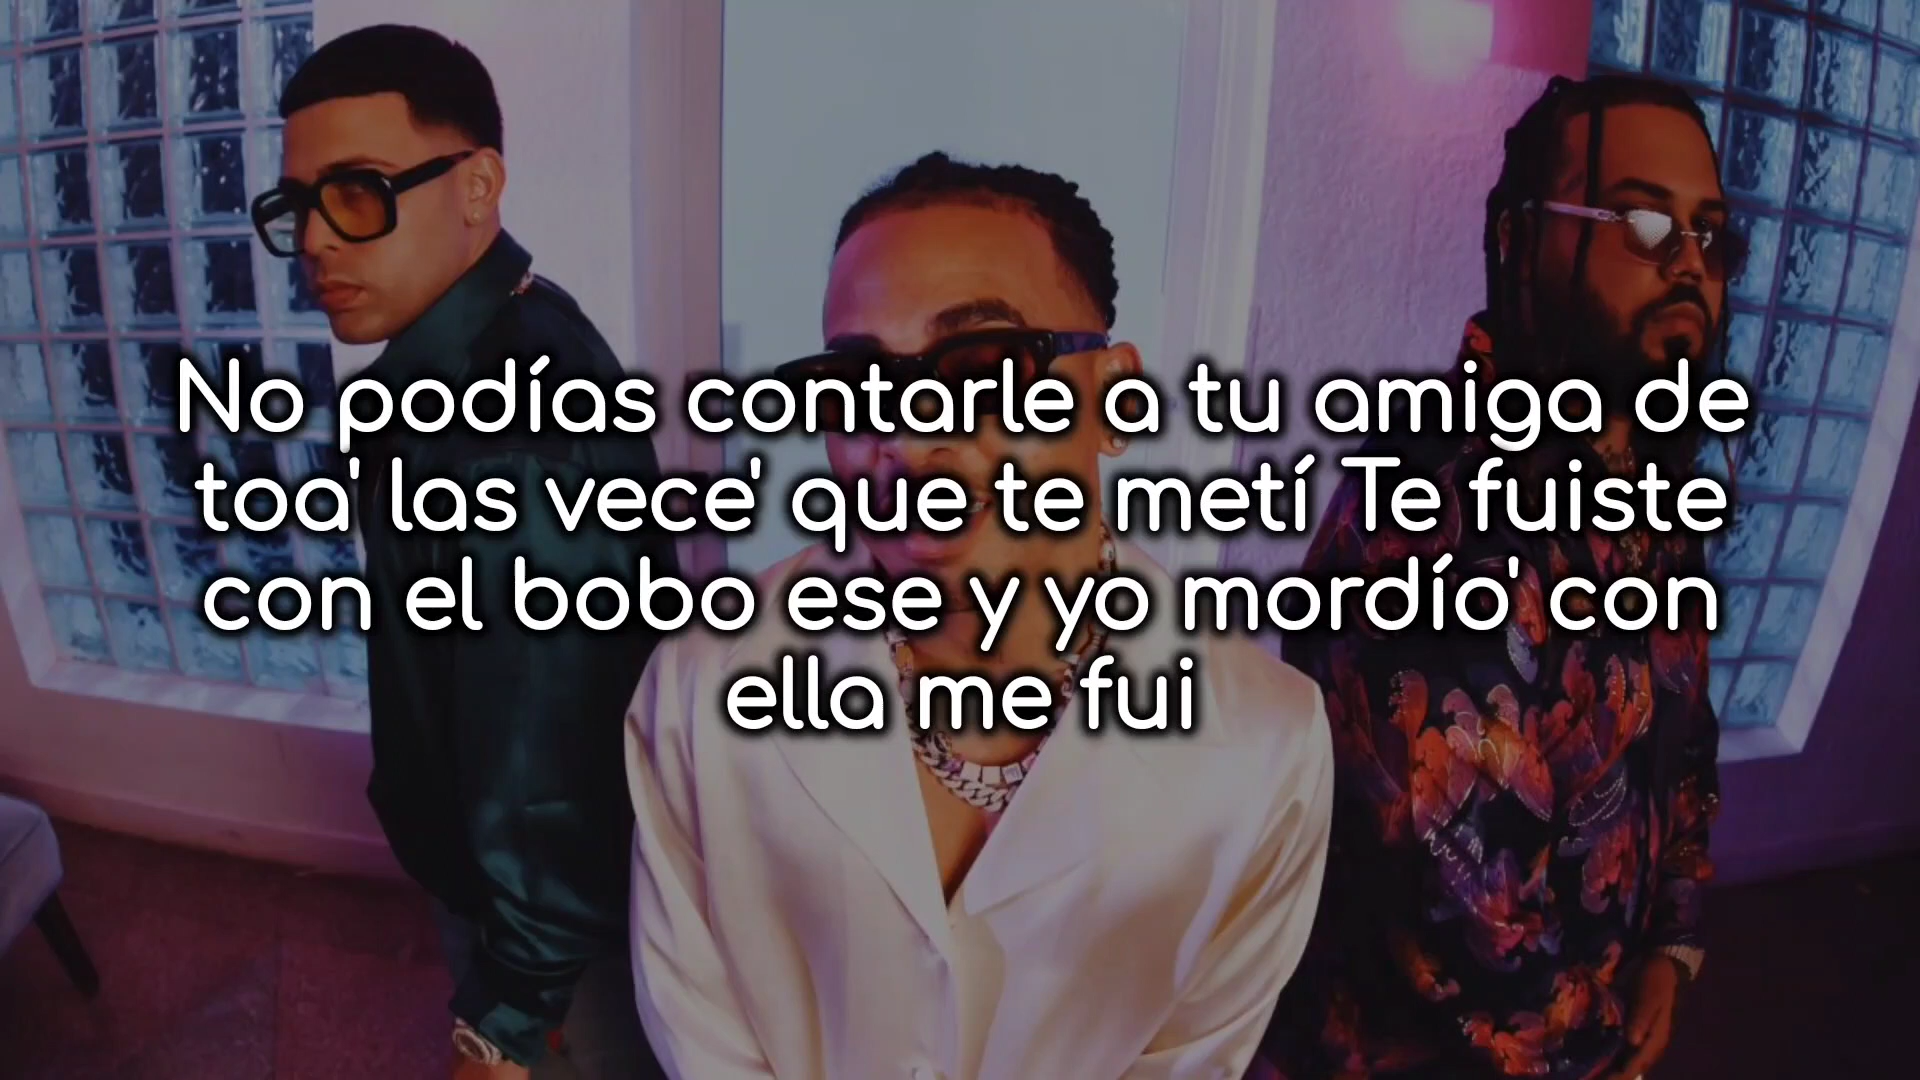 No podías contarle a tu amiga de
toa' las vece' que te metí Te fuiste
con el bobo ese y yo mordío' con
ella me fui